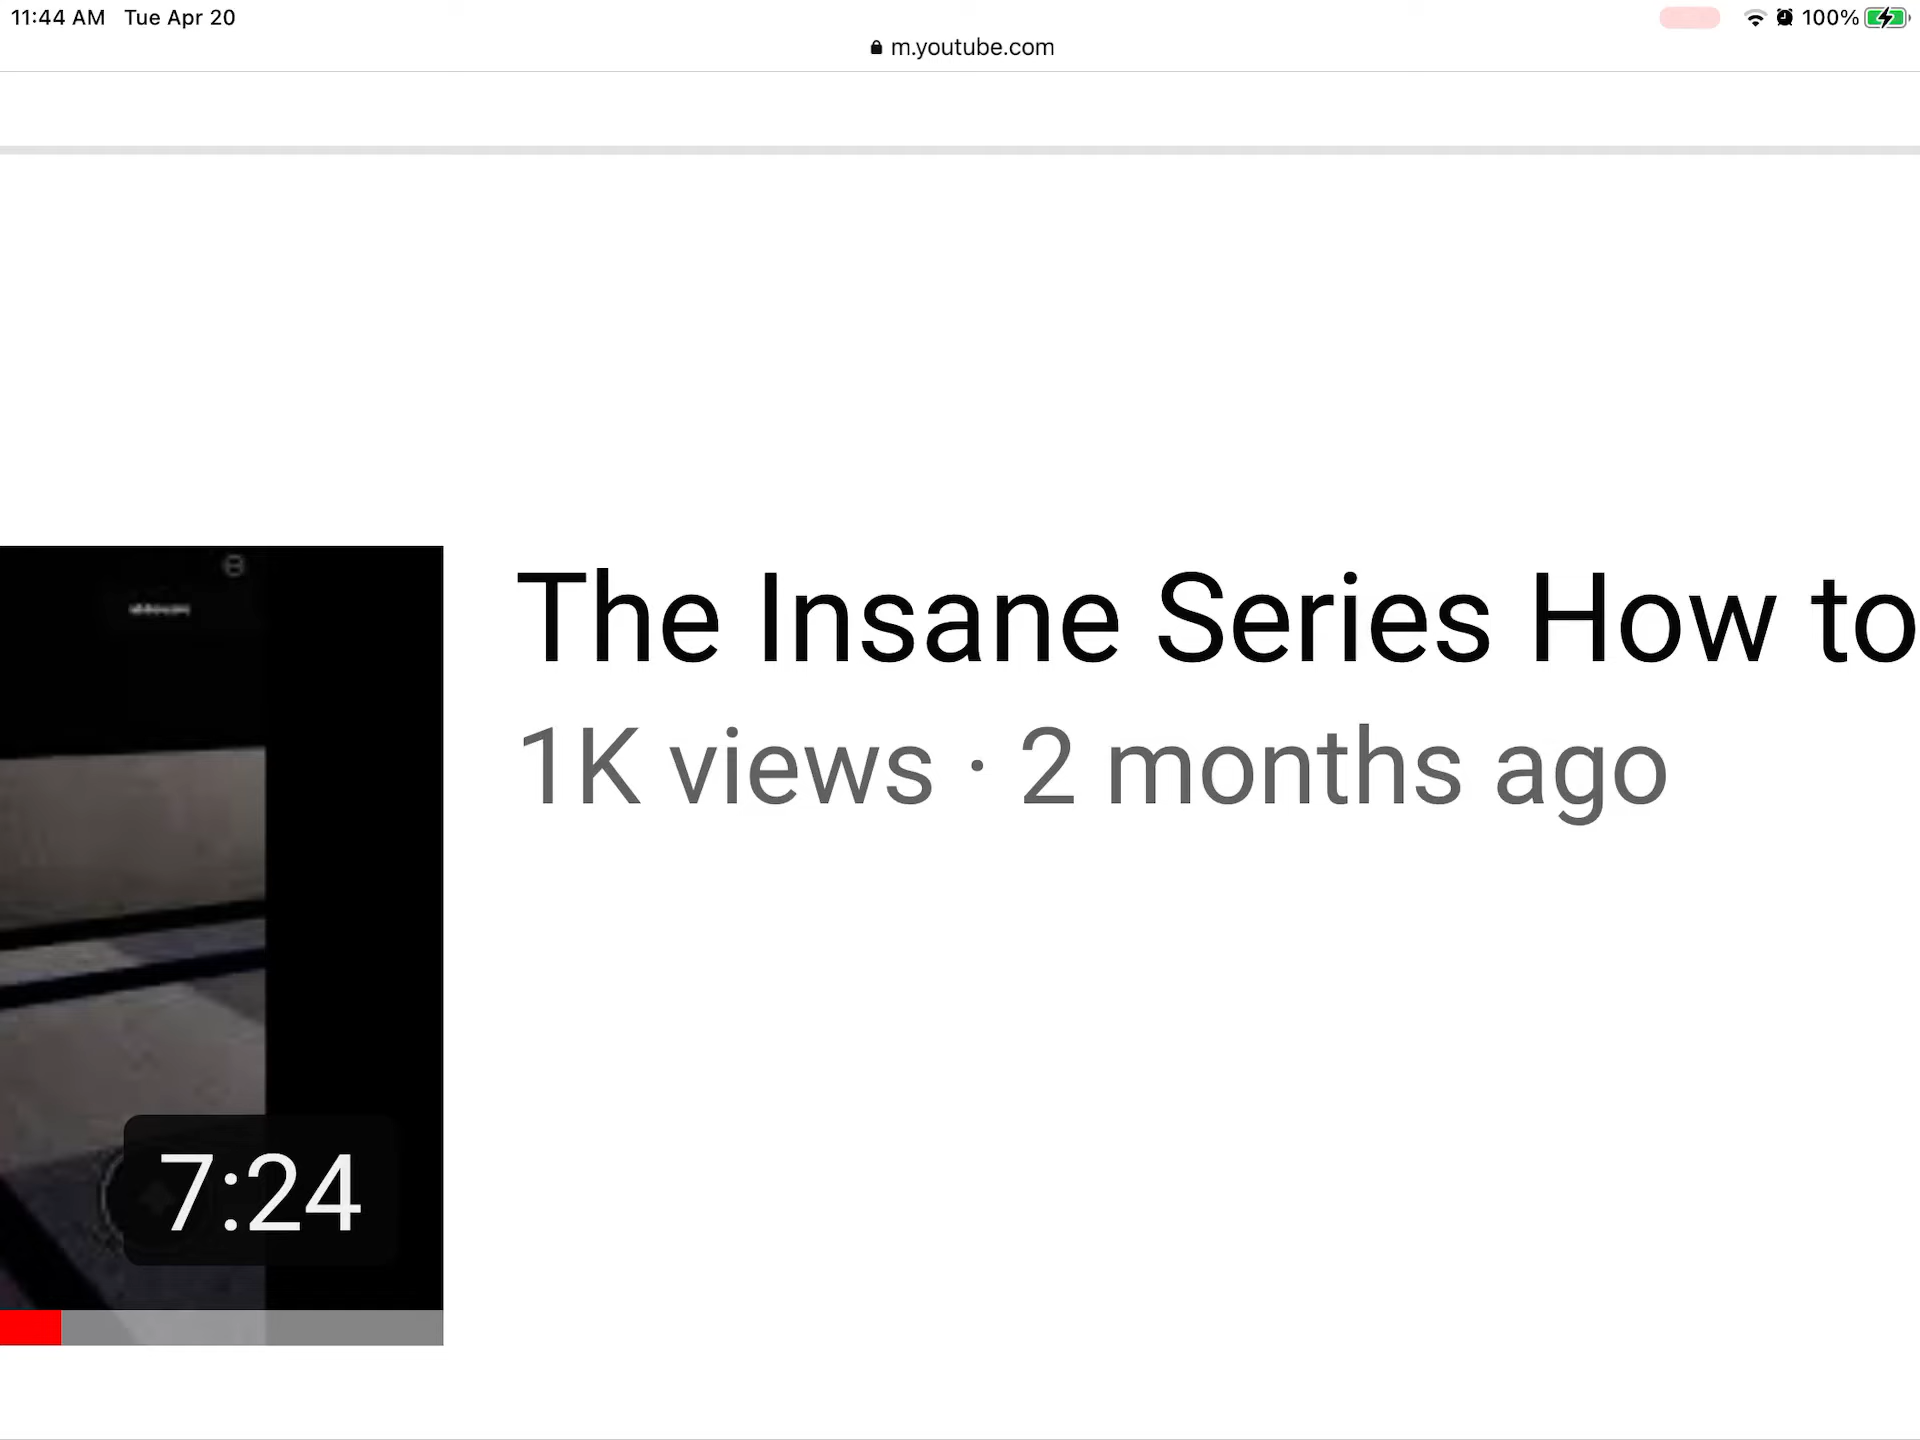 11:44 AM Tue Apr 20
100%
m.youtube.com
The Insane Series How to
1K views · 2 months ago
7:24